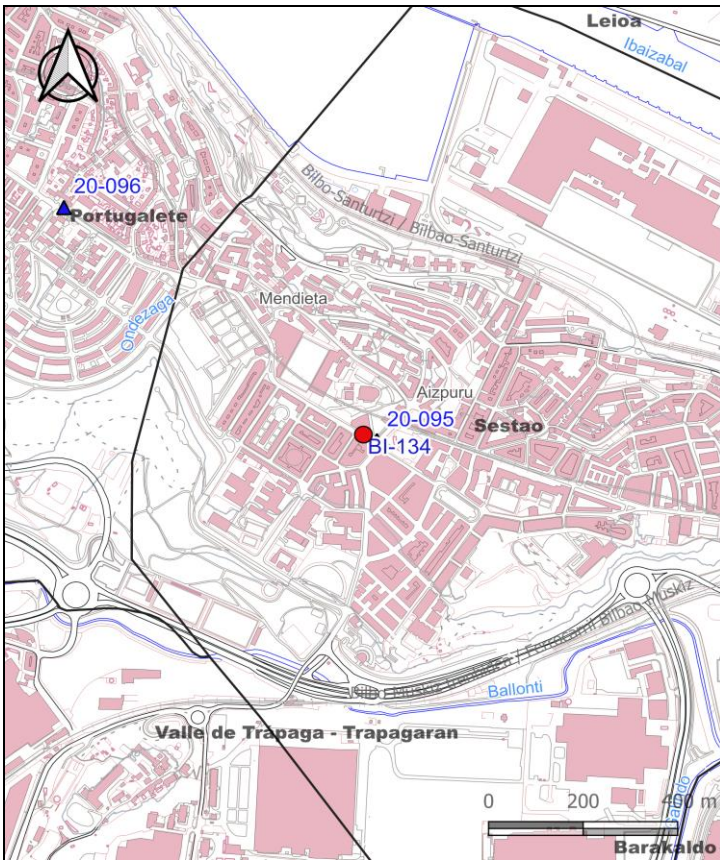 Leioa
Ibaizabal
20-096
Portugalete
Bilbo-Santurtzi / Bilbao-Santurtzi
Mendieta
Ondezaga
Aizpuru
20-095
Sestao
BI-134
Ballonti
Valle de Trápaga - Trapagaran
0 200 400 m
Barakaldo